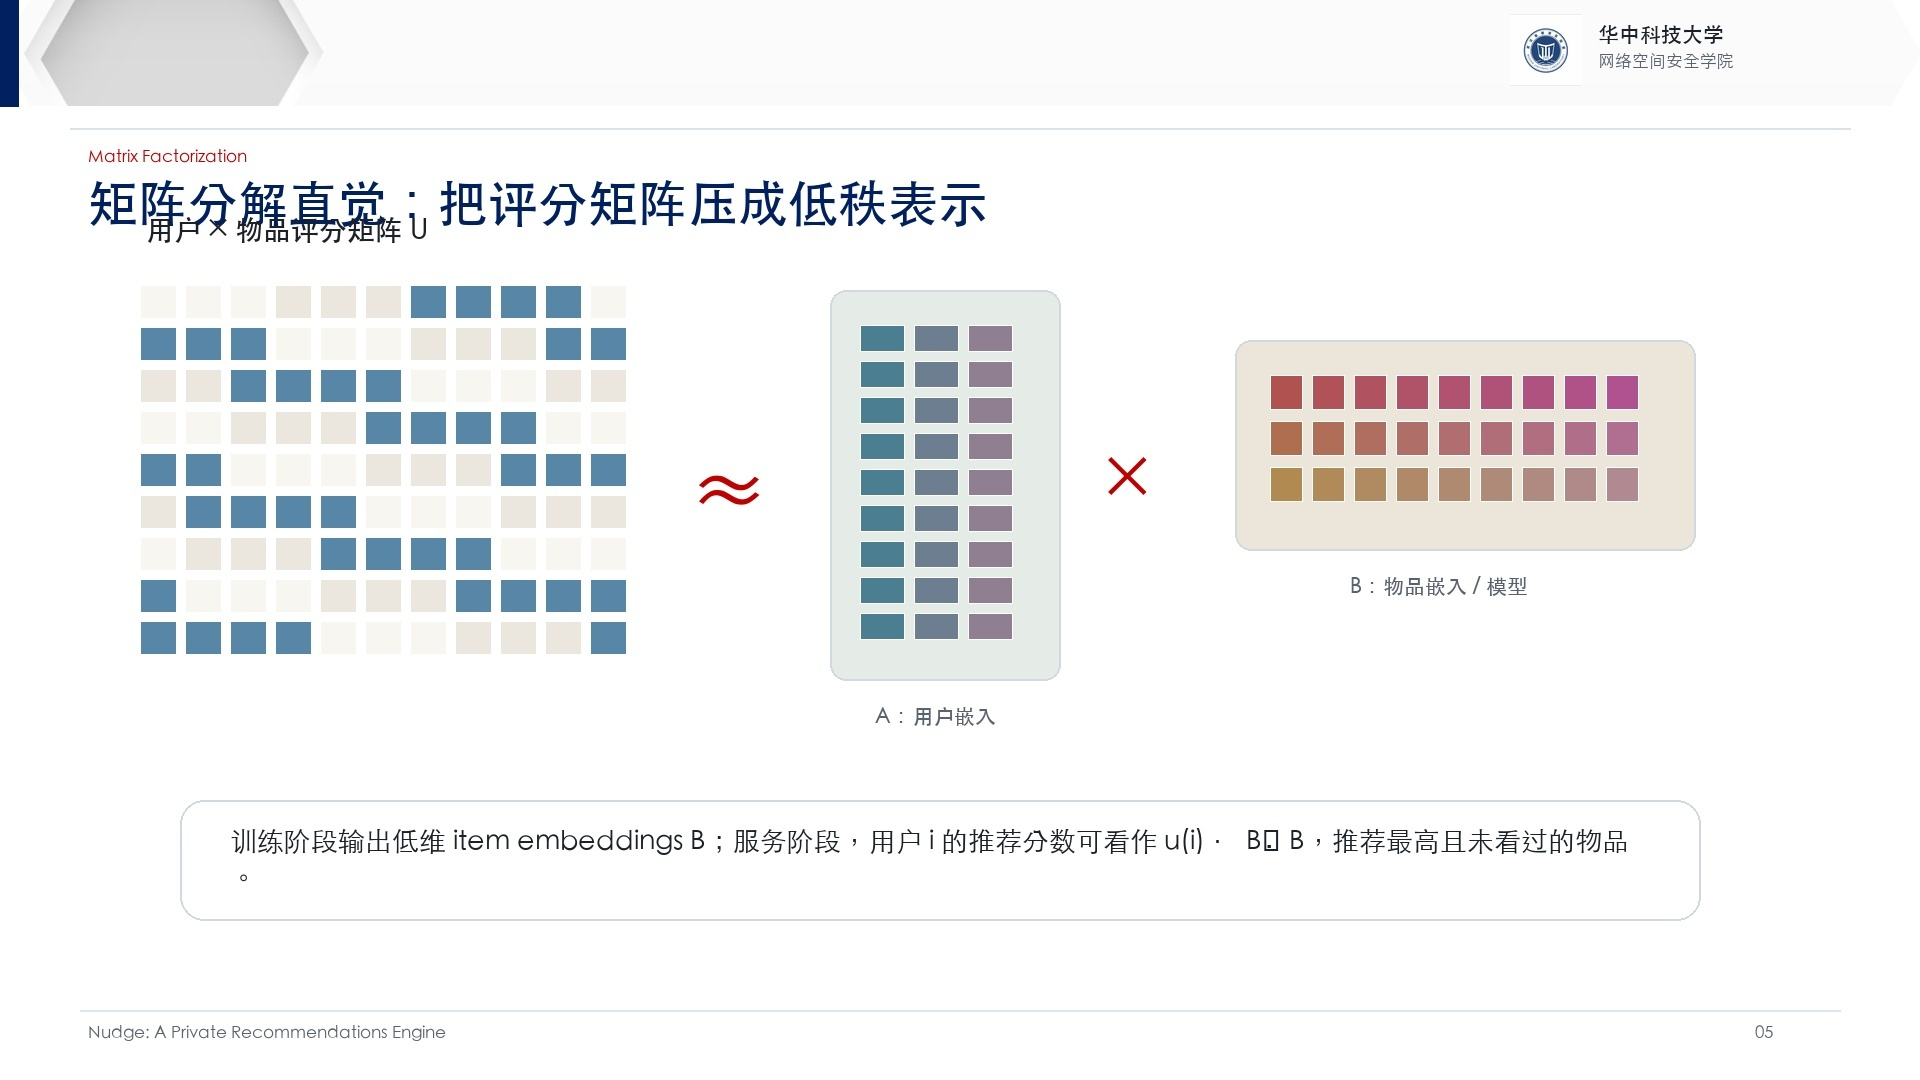 华中科技大学
网络空间安全学院
Matrix Factorization
矩阵分解直觉：把评分矩阵压成低秩表示
用户 × 物品评分矩阵 U
≈
×
B：物品嵌入 / 模型
A：用户嵌入
训练阶段输出低维 item embeddings B；服务阶段，用户 i 的推荐分数可看作 u(i) · B B，推荐最高且未看过的物品
。
Nudge: A Private Recommendations Engine
05